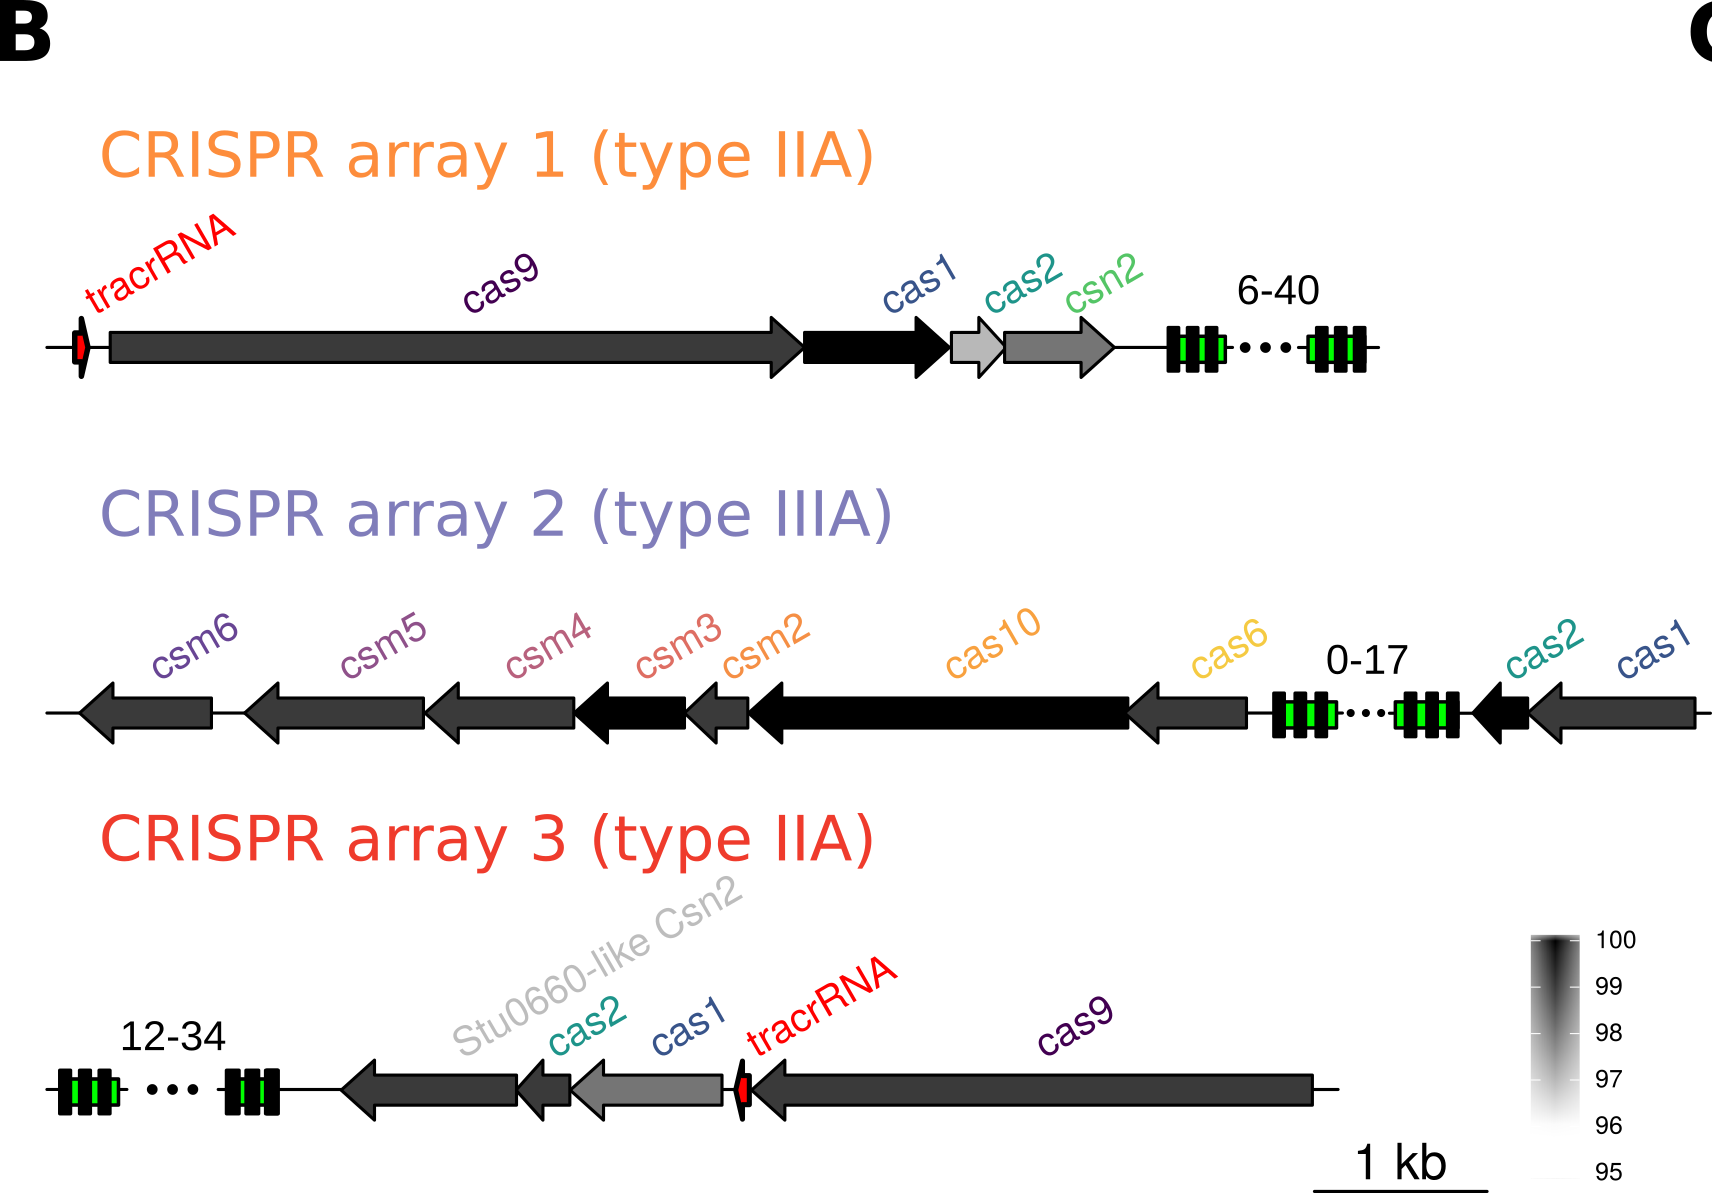 B
CRISPR array 1 (type IIA)
tracrRNA cas9 cas1 cas2 csn2 6-40
CRISPR array 2 (type IIIA)
csm6 csm5 csm4 csm3 csm2 cas10 cas6 0-17 cas2 cas1
CRISPR array 3 (type IIA)
12-34 Stu0660-like Csn2 cas2 cas1 tracrRNA cas9
100
99
98
97
96
95
1 kb